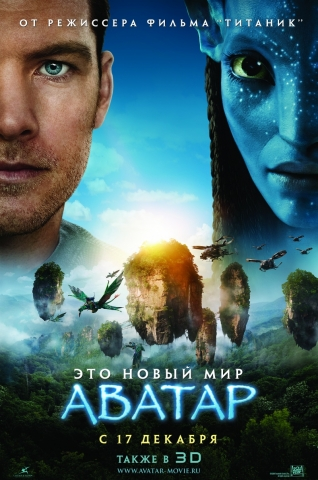 ОТ РЕЖИССЕРА ФИЛЬМА "ТИТАНИК"
ЭТО НОВЫЙ МИР
АВАТАР
С 17 ДЕКАБРЯ
ТАКЖЕ В 3D
WWW.AVATAR-MOVIE.RU